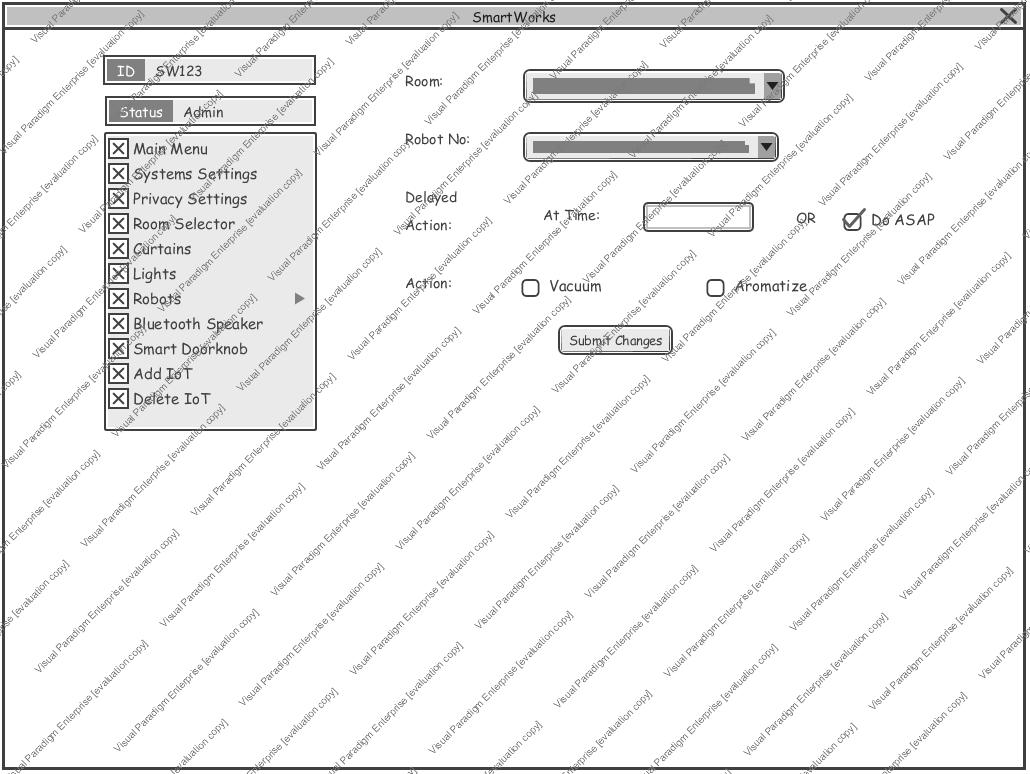 SmartWorks
ID SW123
Status Admin
Main Menu
Systems Settings
Privacy Settings
Room Selector
Curtains
Lights
Robots
Bluetooth Speaker
Smart Doorknob
Add IoT
Delete IoT
Room:
Robot No:
Delayed
Action:
At Time:
OR
Do ASAP
Action:
Vacuum
Aromatize
Submit Changes
Visual Paradigm Enterprise [evaluation copy]